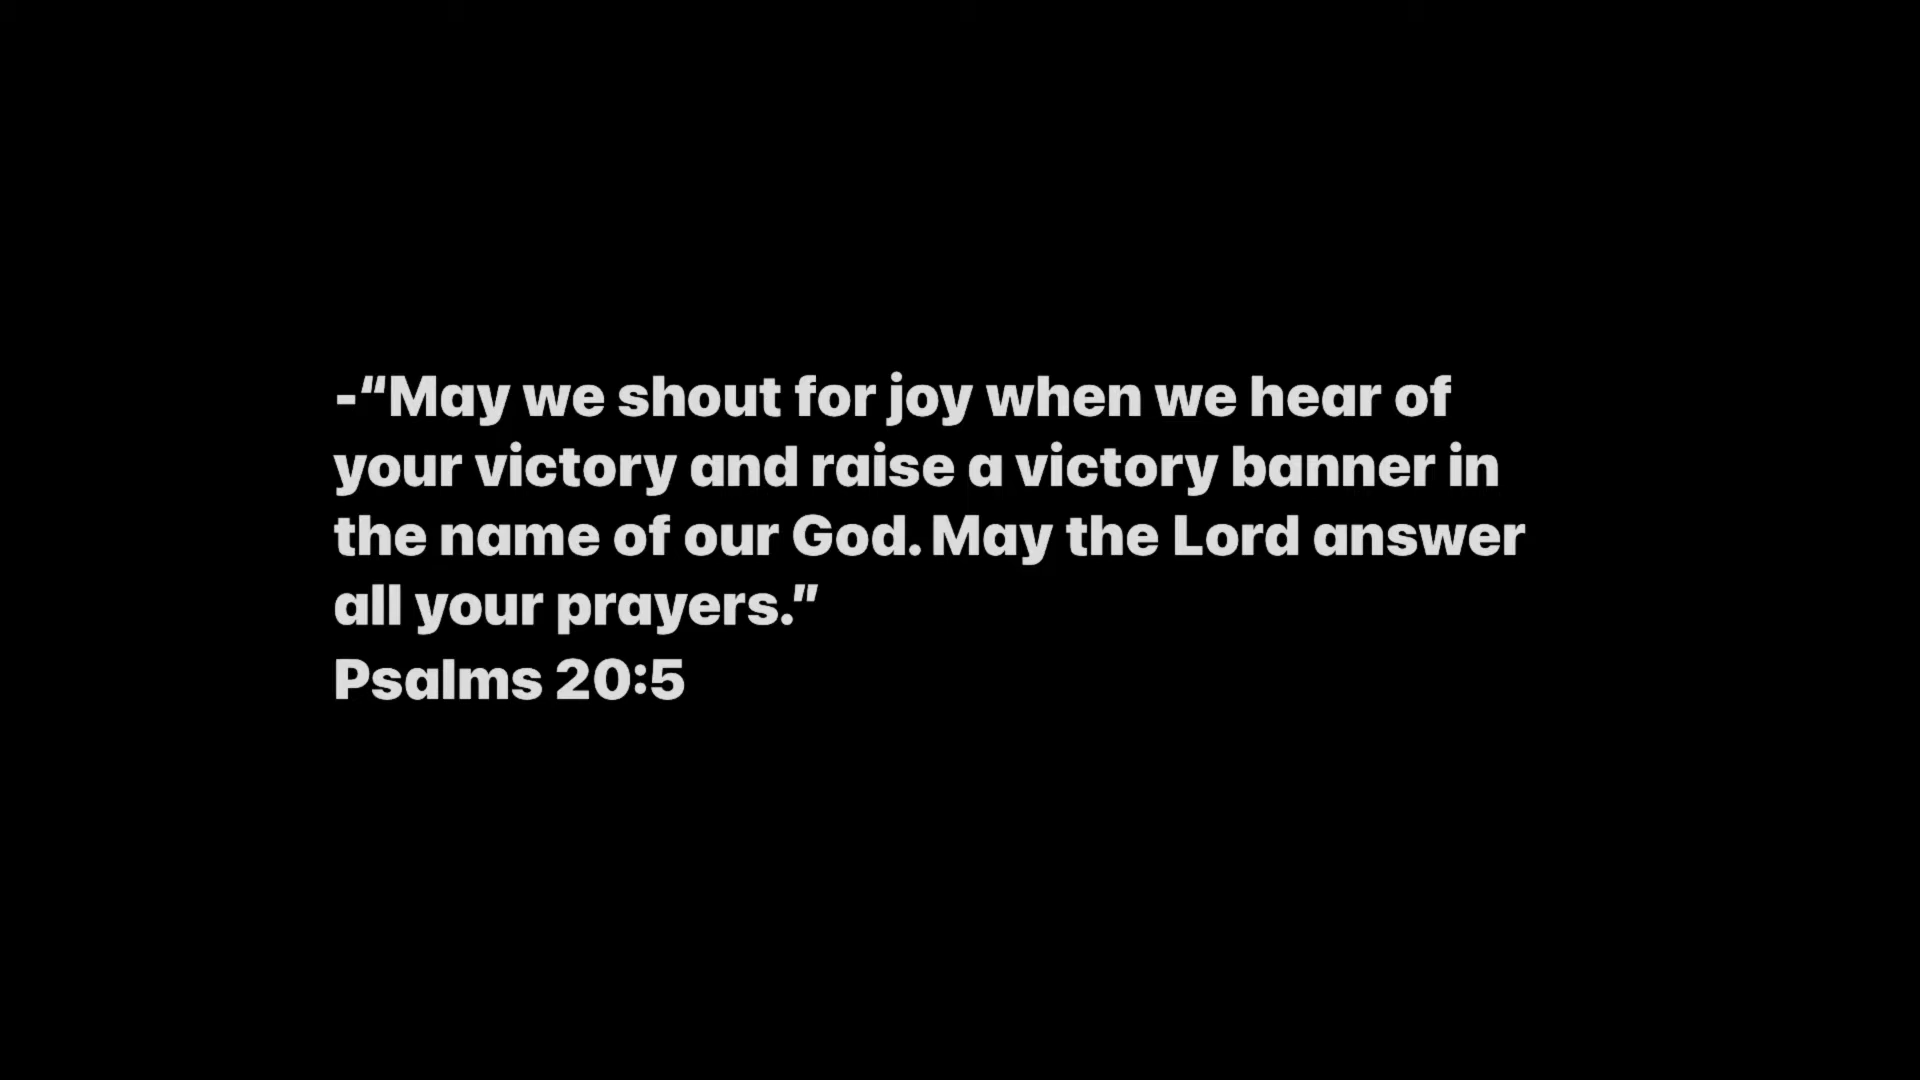 -“May we shout for joy when we hear of
your victory and raise a victory banner in
the name of our God. May the Lord answer
all your prayers.”
Psalms 20:5